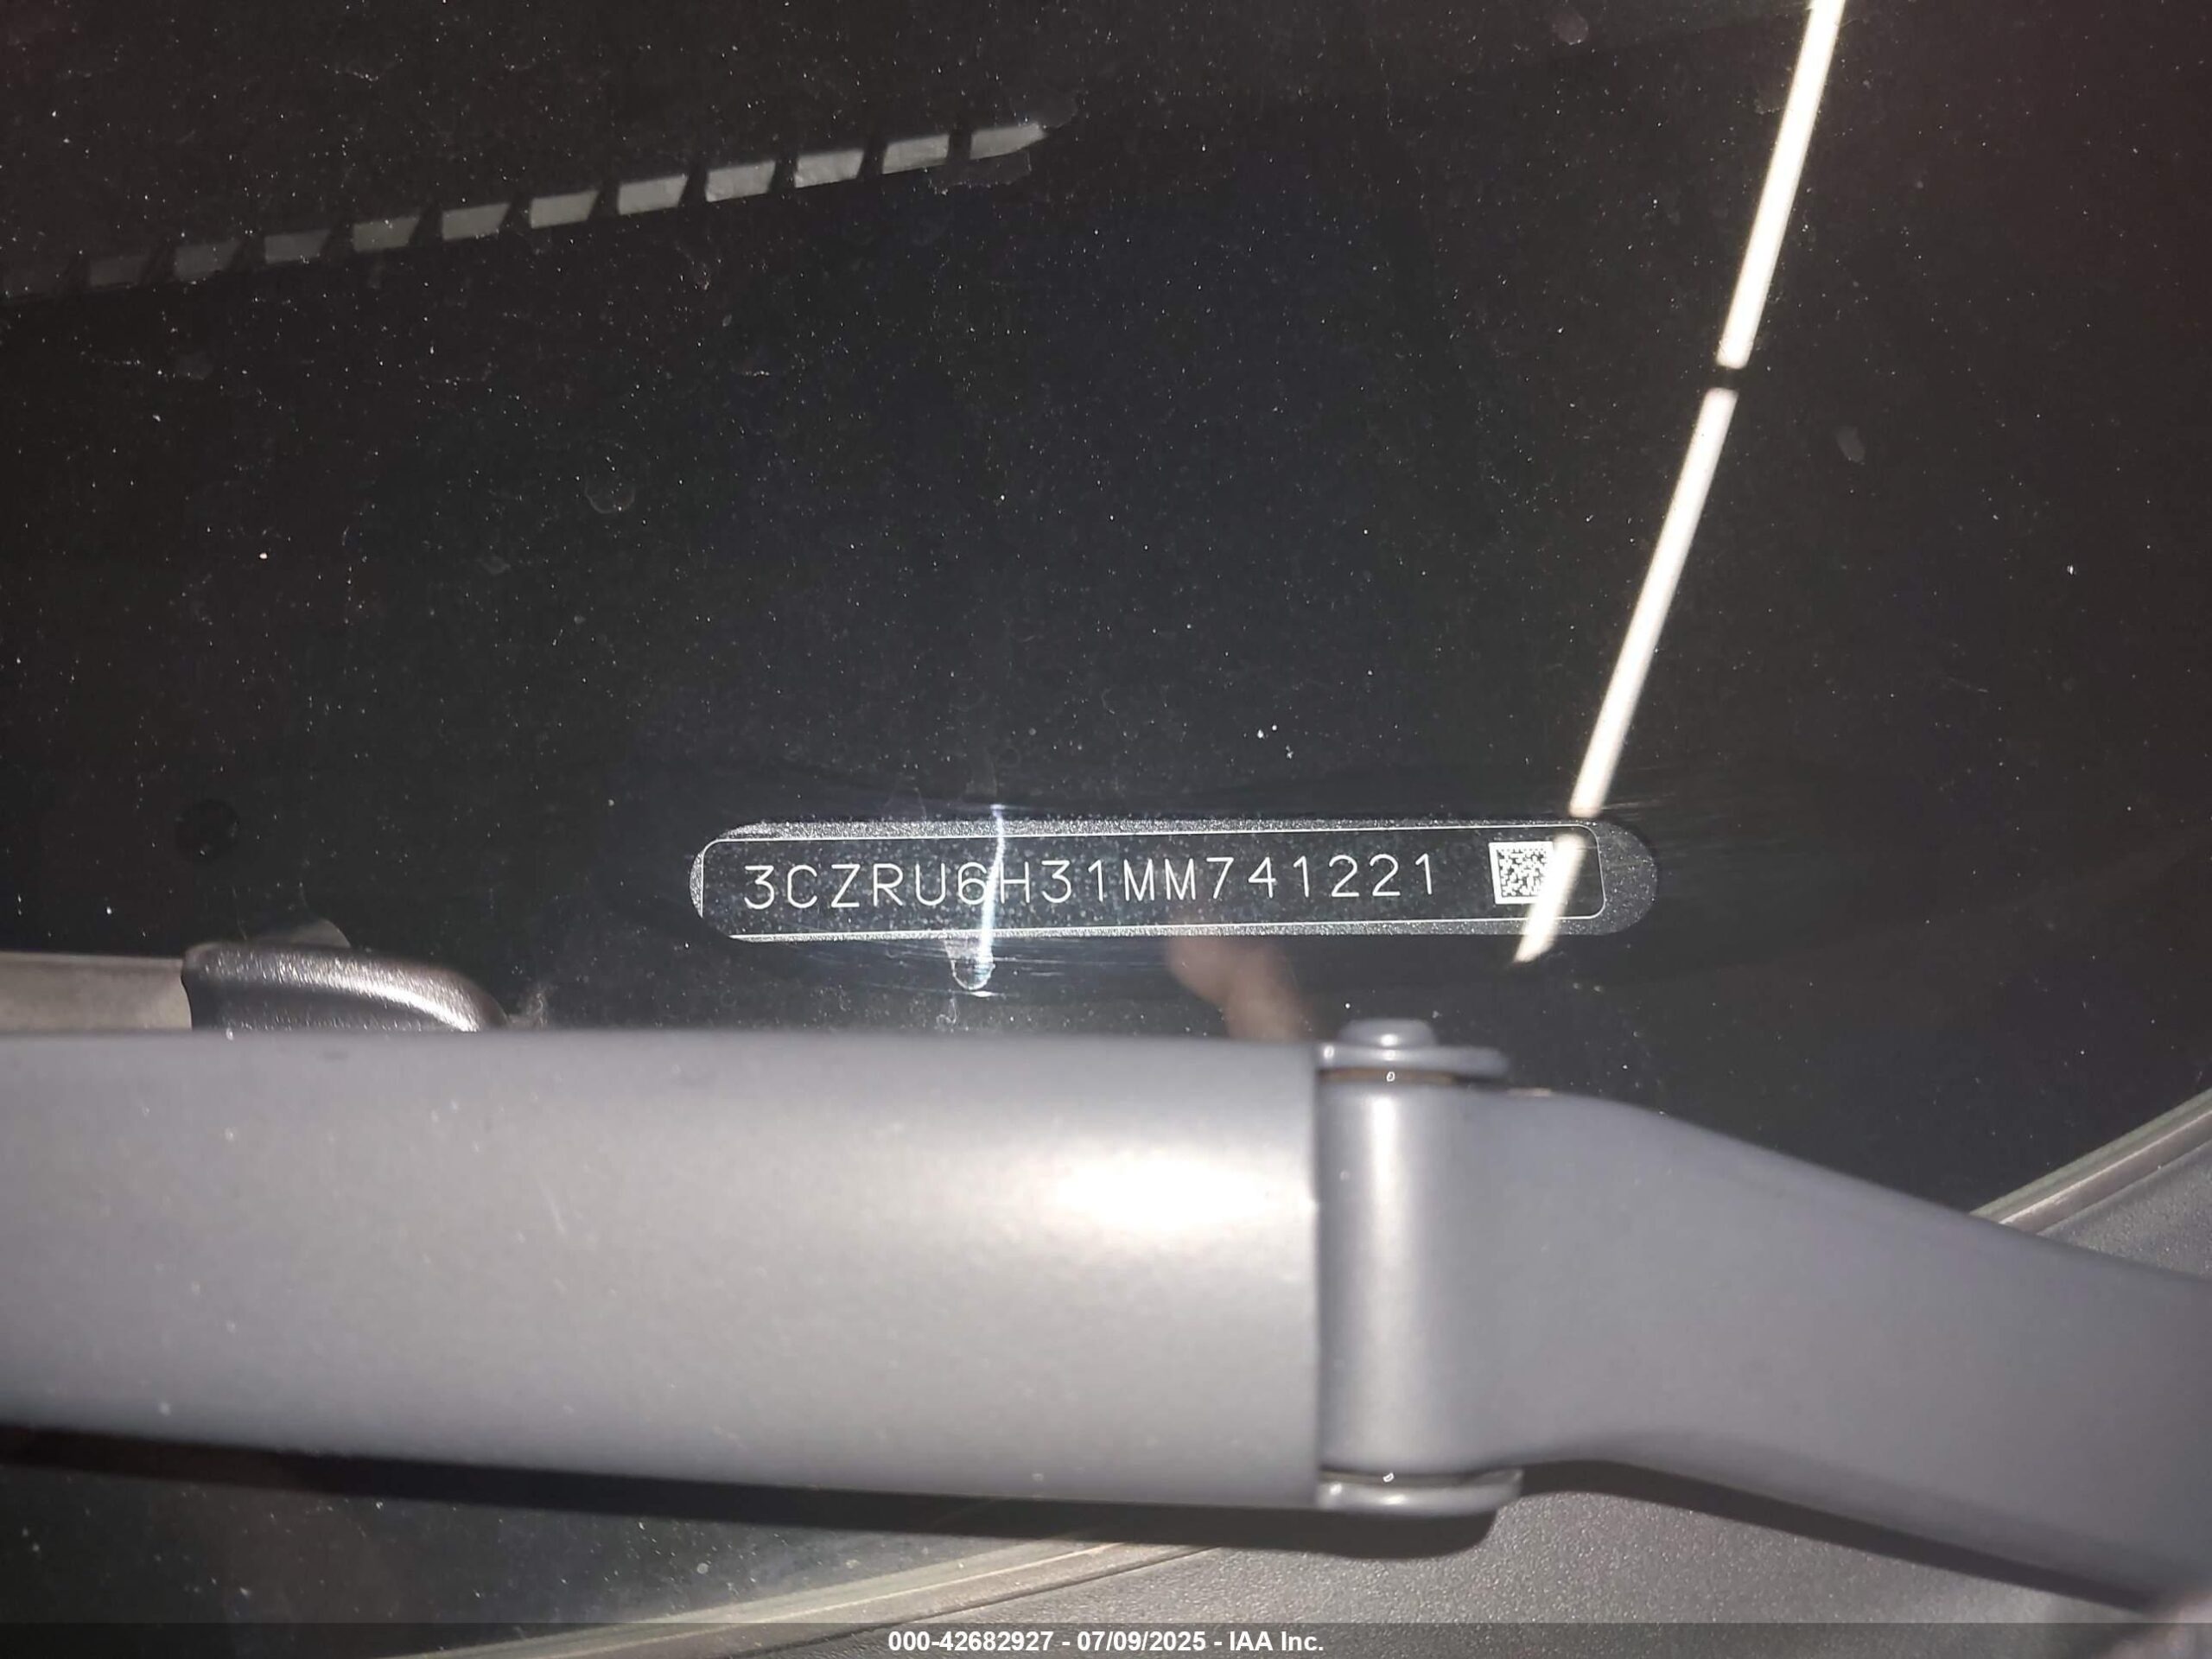 3CZRU6H31MM741221
000-42682927 - 07/09/2025 - IAA Inc.